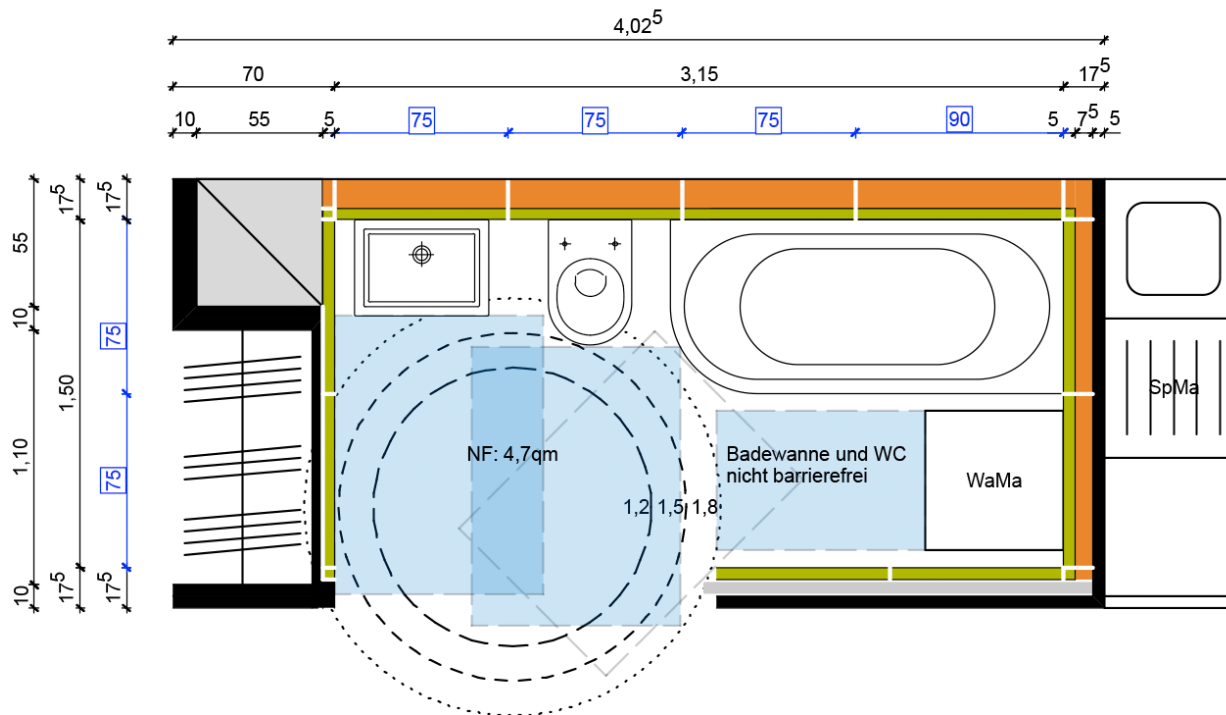 4,02⁵
70 3,15 17⁵
10 55 5 75 75 75 90 5 7⁵ 5
17⁵ 17⁵
55
10
75
1,50
1,10
75
10 17⁵ 17⁵
SpMa
NF: 4,7qm
Badewanne und WC
nicht barrierefrei
WaMa
1,2 1,5 1,8